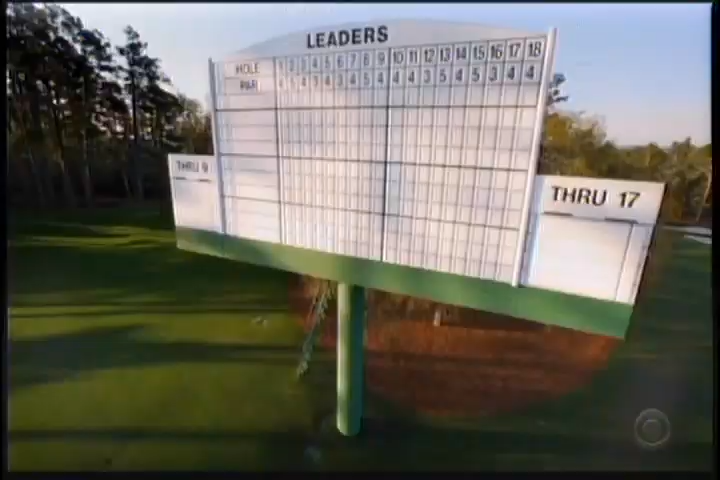 LEADERS
HOLE 1 2 3 4 5 6 7 8 9 10 11 12 13 14 15 16 17 18
PAR 4 5 4 3 4 3 4 5 4 4 4 3 5 4 5 3 4 4
THRU 9
THRU 17